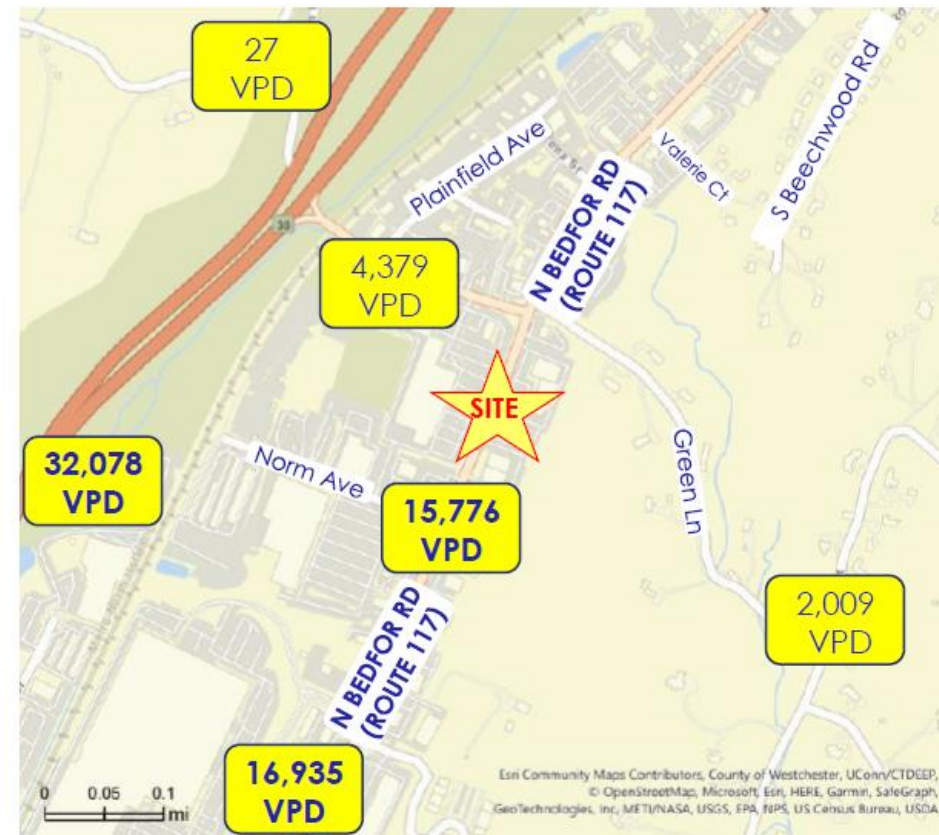 27
VPD
S Beechwood Rd
Plainfield Ave
Valerie Ct
N BEDFOR RD
(ROUTE 117)
4,379
VPD
SITE
Green Ln
Norm Ave
32,078
VPD
15,776
VPD
2,009
VPD
N BEDFOR RD
(ROUTE 117)
16,935
VPD
0 0.05 0.1
mi
Esri Community Maps Contributors, County of Westchester, UConn/CTDEEP,
© OpenStreetMap, Microsoft, Esri, HERE, Garmin, SafeGraph,
GeoTechnologies, Inc, METI/NASA, USGS, EPA, NPS, US Census Bureau, USDA